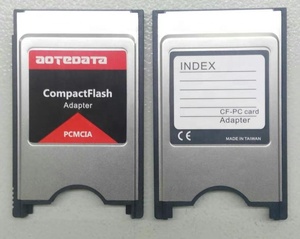 AOTEDATA
CompactFlash
Adapter
PCMCIA
INDEX
CF-PC card
Adapter
CE
MADE IN TAIWAN